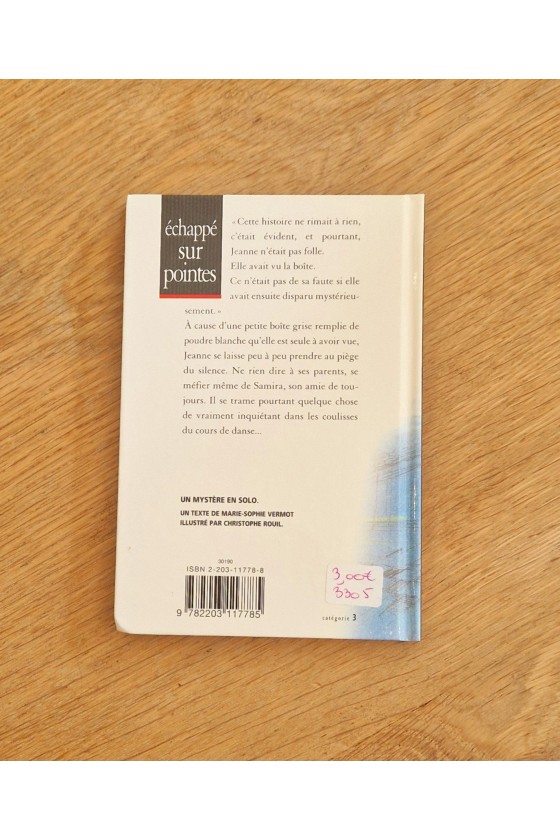 échappé
sur
pointes
« Cette histoire ne rimait à rien,
c'était évident, et pourtant,
Jeanne n'était pas folle.
Elle avait vu la boîte.
Ce n'était pas de sa faute si elle
avait ensuite disparu mystérieu-
sement. »
À cause d'une petite boîte grise remplie de
poudre blanche qu'elle est seule à avoir vue,
Jeanne se laisse peu à peu prendre au piège
du silence. Ne rien dire à ses parents, se
méfier même de Samira, son amie de tou-
jours. Il se trame pourtant quelque chose
de vraiment inquiétant dans les coulisses
du cours de danse...
UN MYSTÈRE EN SOLO.
UN TEXTE DE MARIE-SOPHIE VERMOT
ILLUSTRÉ PAR CHRISTOPHE ROUIL.
30190
ISBN 2-203-11778-8
9 782203 117785
3,00€
3305
catégorie 3